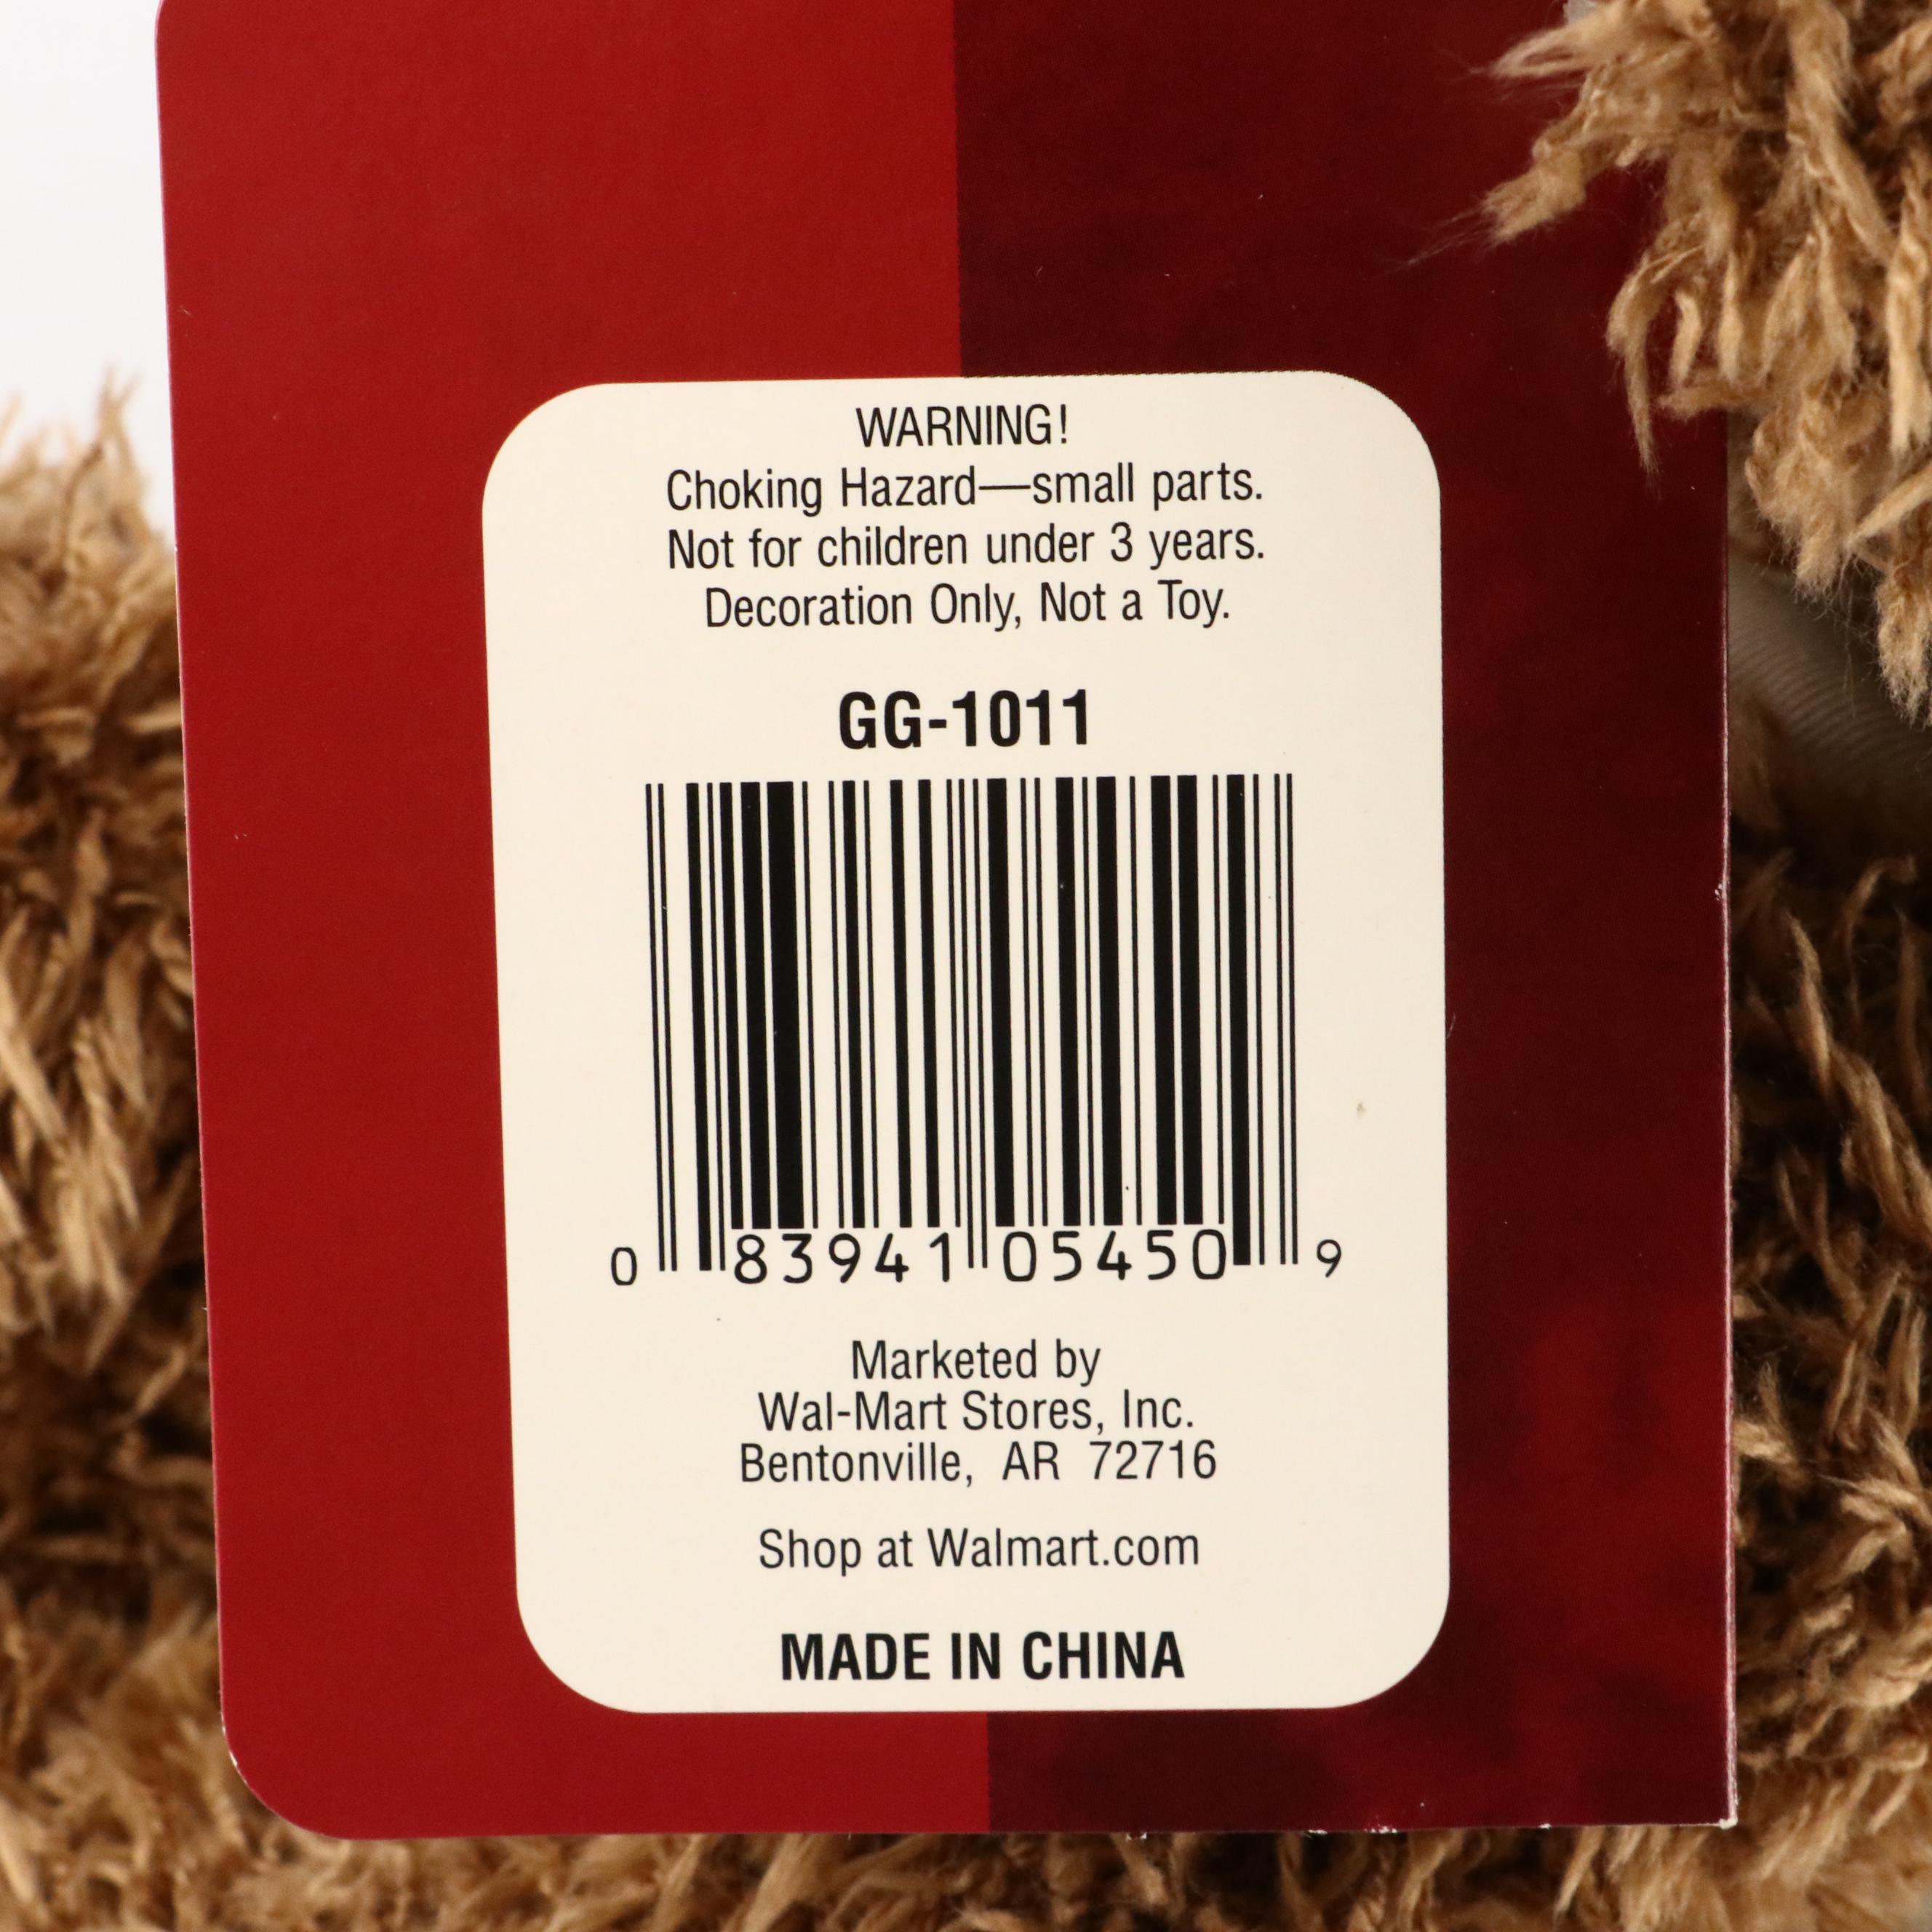 WARNING!
Choking Hazard—small parts.
Not for children under 3 years.
Decoration Only, Not a Toy.
GG-1011
0 83941 05450 9
Marketed by
Wal-Mart Stores, Inc.
Bentonville, AR 72716
Shop at Walmart.com
MADE IN CHINA